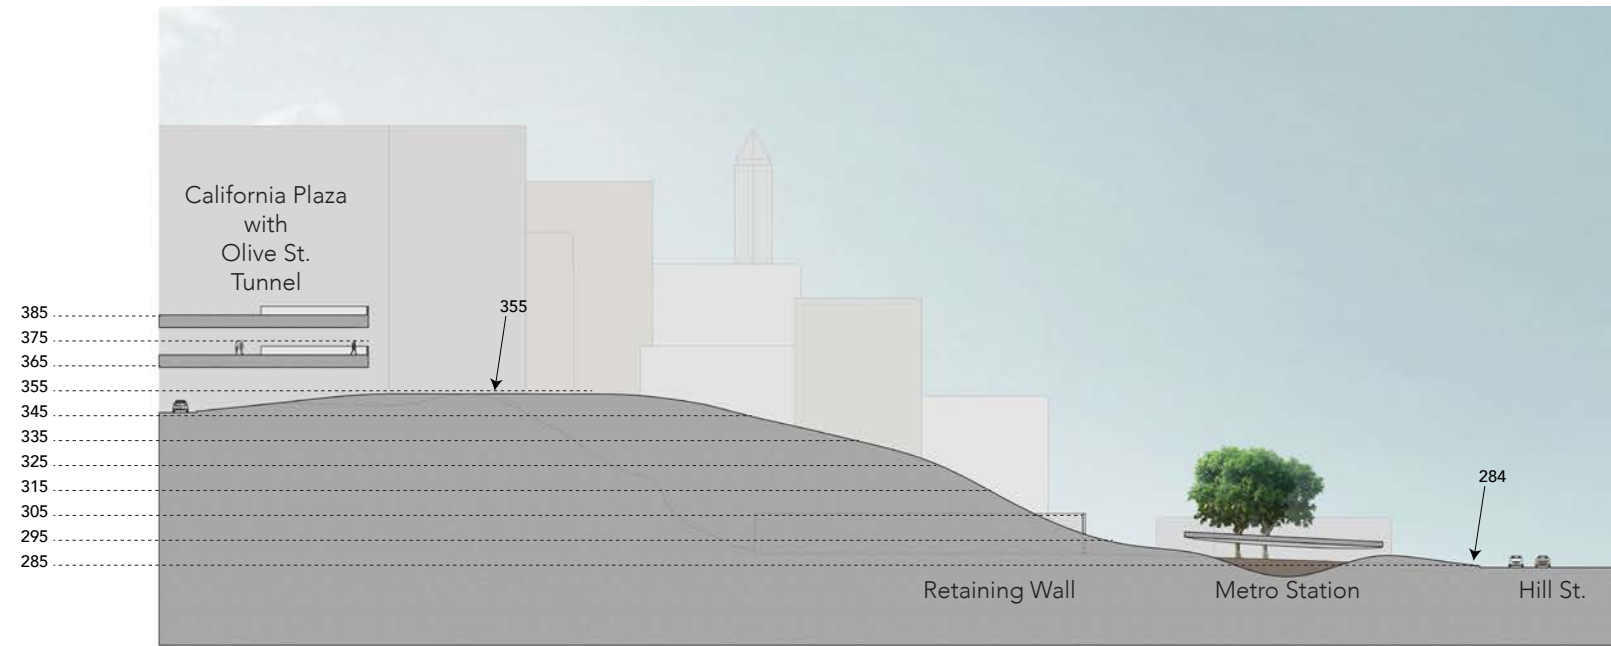 California Plaza
with
Olive St.
Tunnel
385
375
365
355
345
335
325
315
305
295
285
355
284
Retaining Wall
Metro Station
Hill St.